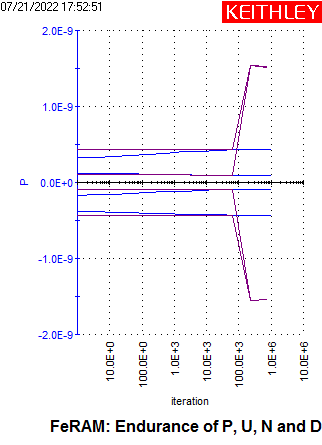 07/21/2022 17:52:51
KEITHLEY
2.0E-9
1.0E-9
0.0E+0
-1.0E-9
-2.0E-9
P
10.0E+0
100.0E+0
1.0E+3
10.0E+3
100.0E+3
1.0E+6
10.0E+6
iteration
FeRAM: Endurance of P, U, N and D